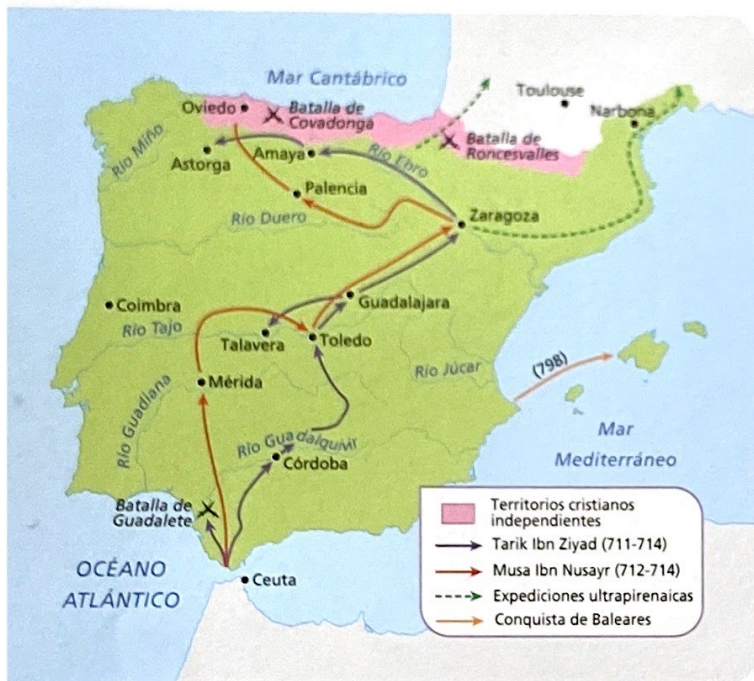 Mar Cantábrico
Toulouse
Oviedo
Batalla de
Covadonga
Narbona
Batalla de
Roncesvalles
Río Miño
Astorga
Amaya
Río Ebro
Palencia
Río Duero
Zaragoza
Coimbra
Guadalajara
Río Tajo
Talavera
Toledo
Río Júcar
(798)
Mérida
Río Guadiana
Río Guadalquivir
Córdoba
Mar
Mediterráneo
Batalla de
Guadalete
OCÉANO
ATLÁNTICO
Ceuta
Territorios cristianos
independientes
Tarik Ibn Ziyad (711-714)
Musa Ibn Nusayr (712-714)
Expediciones ultrapirenaicas
Conquista de Baleares